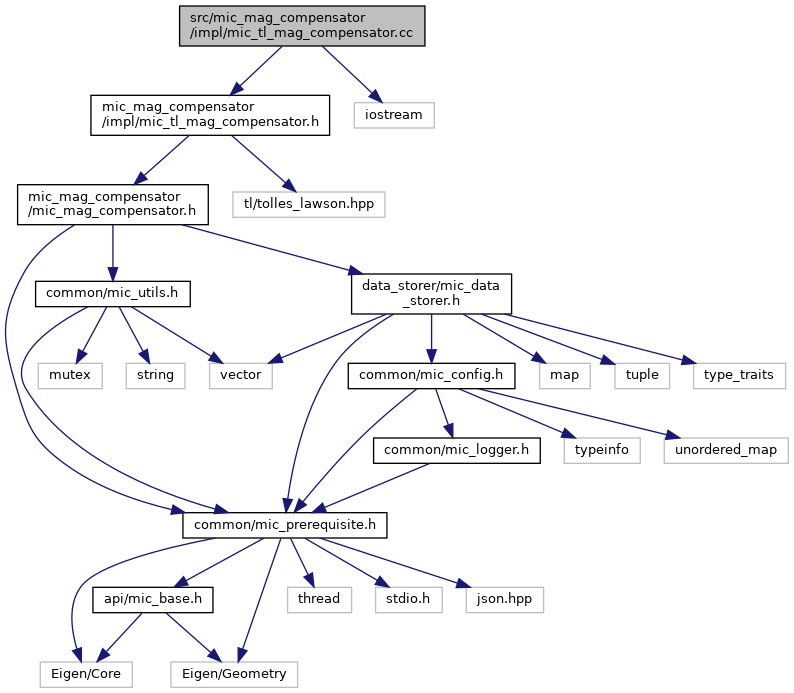 src/mic_mag_compensator
/impl/mic_tl_mag_compensator.cc
mic_mag_compensator
/impl/mic_tl_mag_compensator.h
iostream
mic_mag_compensator
/mic_mag_compensator.h
tl/tolles_lawson.hpp
common/mic_utils.h
data_storer/mic_data
_storer.h
mutex
string
vector
common/mic_config.h
map
tuple
type_traits
common/mic_logger.h
typeinfo
unordered_map
common/mic_prerequisite.h
api/mic_base.h
thread
stdio.h
json.hpp
Eigen/Core
Eigen/Geometry